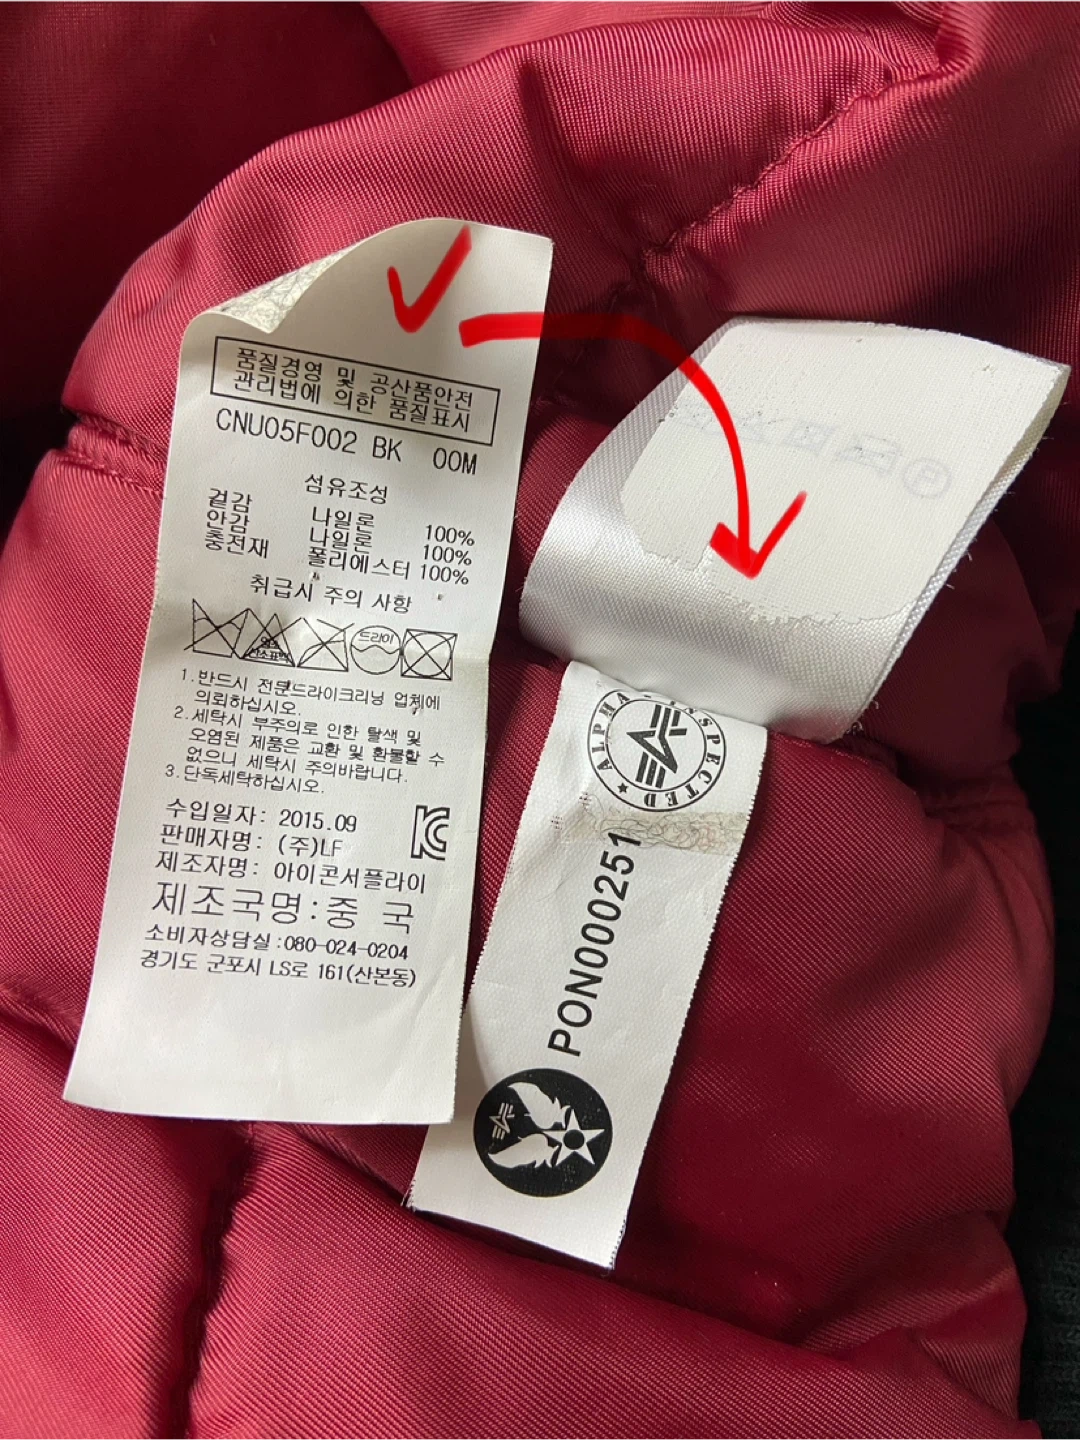 품질경영 및 공산품안전
관리법에 의한 품질표시
CNU05F002 BK 00M
섬유조성
겉감 나일론 100%
안감 나일론 100%
충전재 폴리에스터 100%
취급시 주의 사항
드라이
1.반드시 전문드라이크리닝 업체에
의뢰하십시오.
2.세탁시 부주의로 인한 탈색 및
오염된 제품은 교환 및 환불할 수
없으니 세탁시 주의바랍니다.
3.단독세탁하십시오.
수입일자: 2015.09
판매자명: (주)LF
제조자명: 아이콘서플라이
제조국명:중 국
소비자상담실:080-024-0204
경기도 군포시 LS로 161(산본동)
ALPHA INSPECTED
PON000251